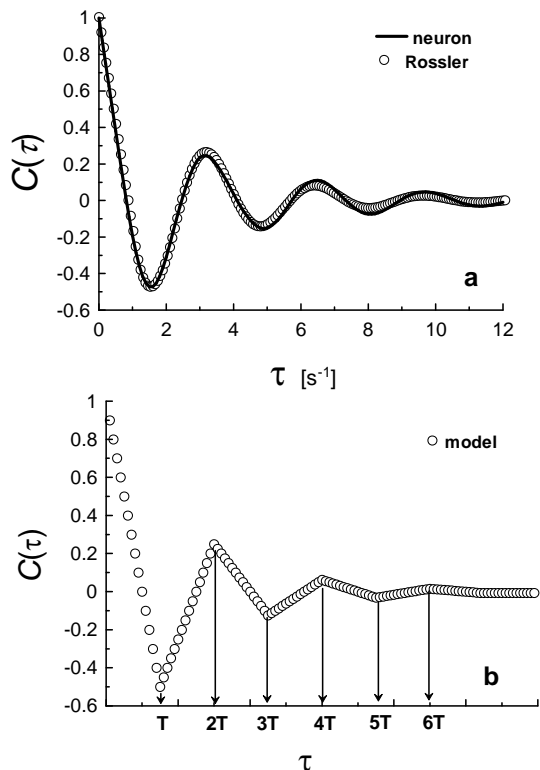 1
0.8
0.6
0.4
0.2
0
-0.2
-0.4
-0.6
C(τ)
neuron
Rossler
a
0 2 4 6 8 10 12
τ [s⁻¹]
1
0.8
0.6
0.4
0.2
0
-0.2
-0.4
-0.6
C(τ)
model
b
T 2T 3T 4T 5T 6T
τ